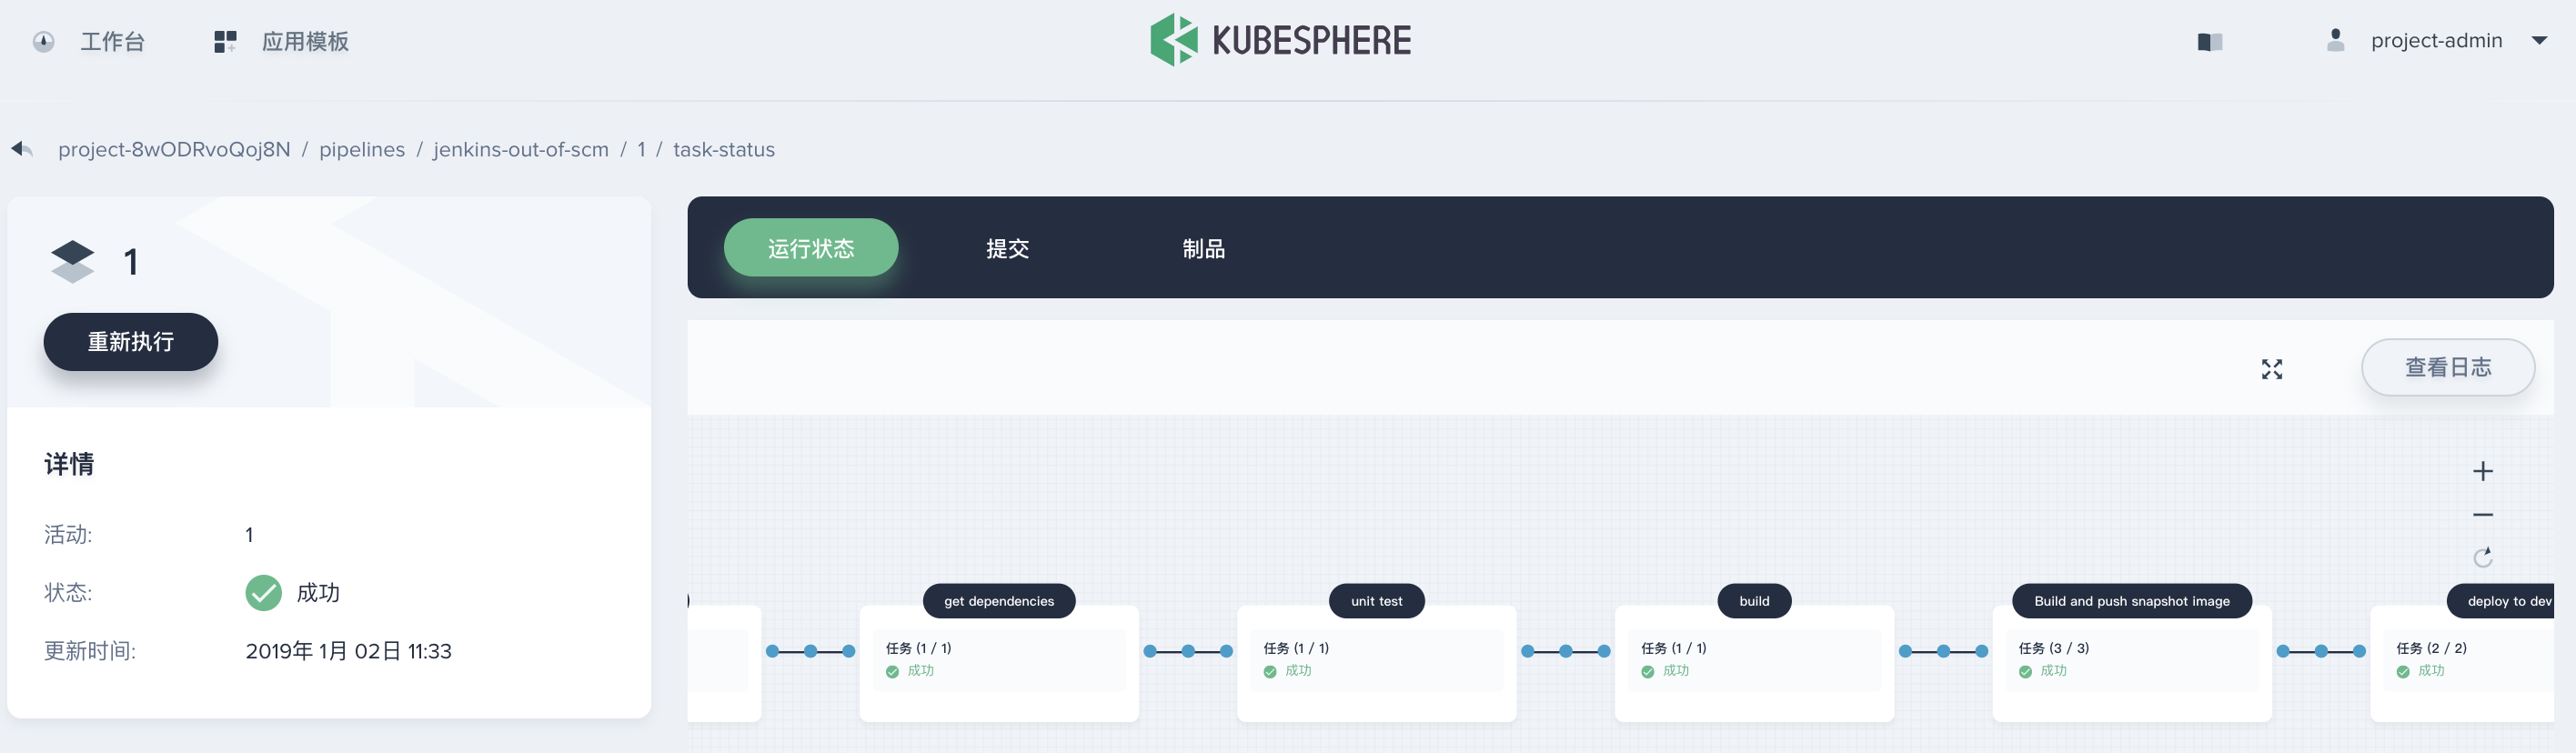 工作台
应用模板
KUBESPHERE
project-admin
project-8wODRvoQoj8N / pipelines / jenkins-out-of-scm / 1 / task-status
1
重新执行
详情
活动: 1
状态: 成功
更新时间: 2019年 1月 02日 11:33
运行状态
提交
制品
查看日志
get dependencies
任务 (1 / 1)
成功
unit test
任务 (1 / 1)
成功
build
任务 (1 / 1)
成功
Build and push snapshot image
任务 (3 / 3)
成功
deploy to dev
任务 (2 / 2)
成功